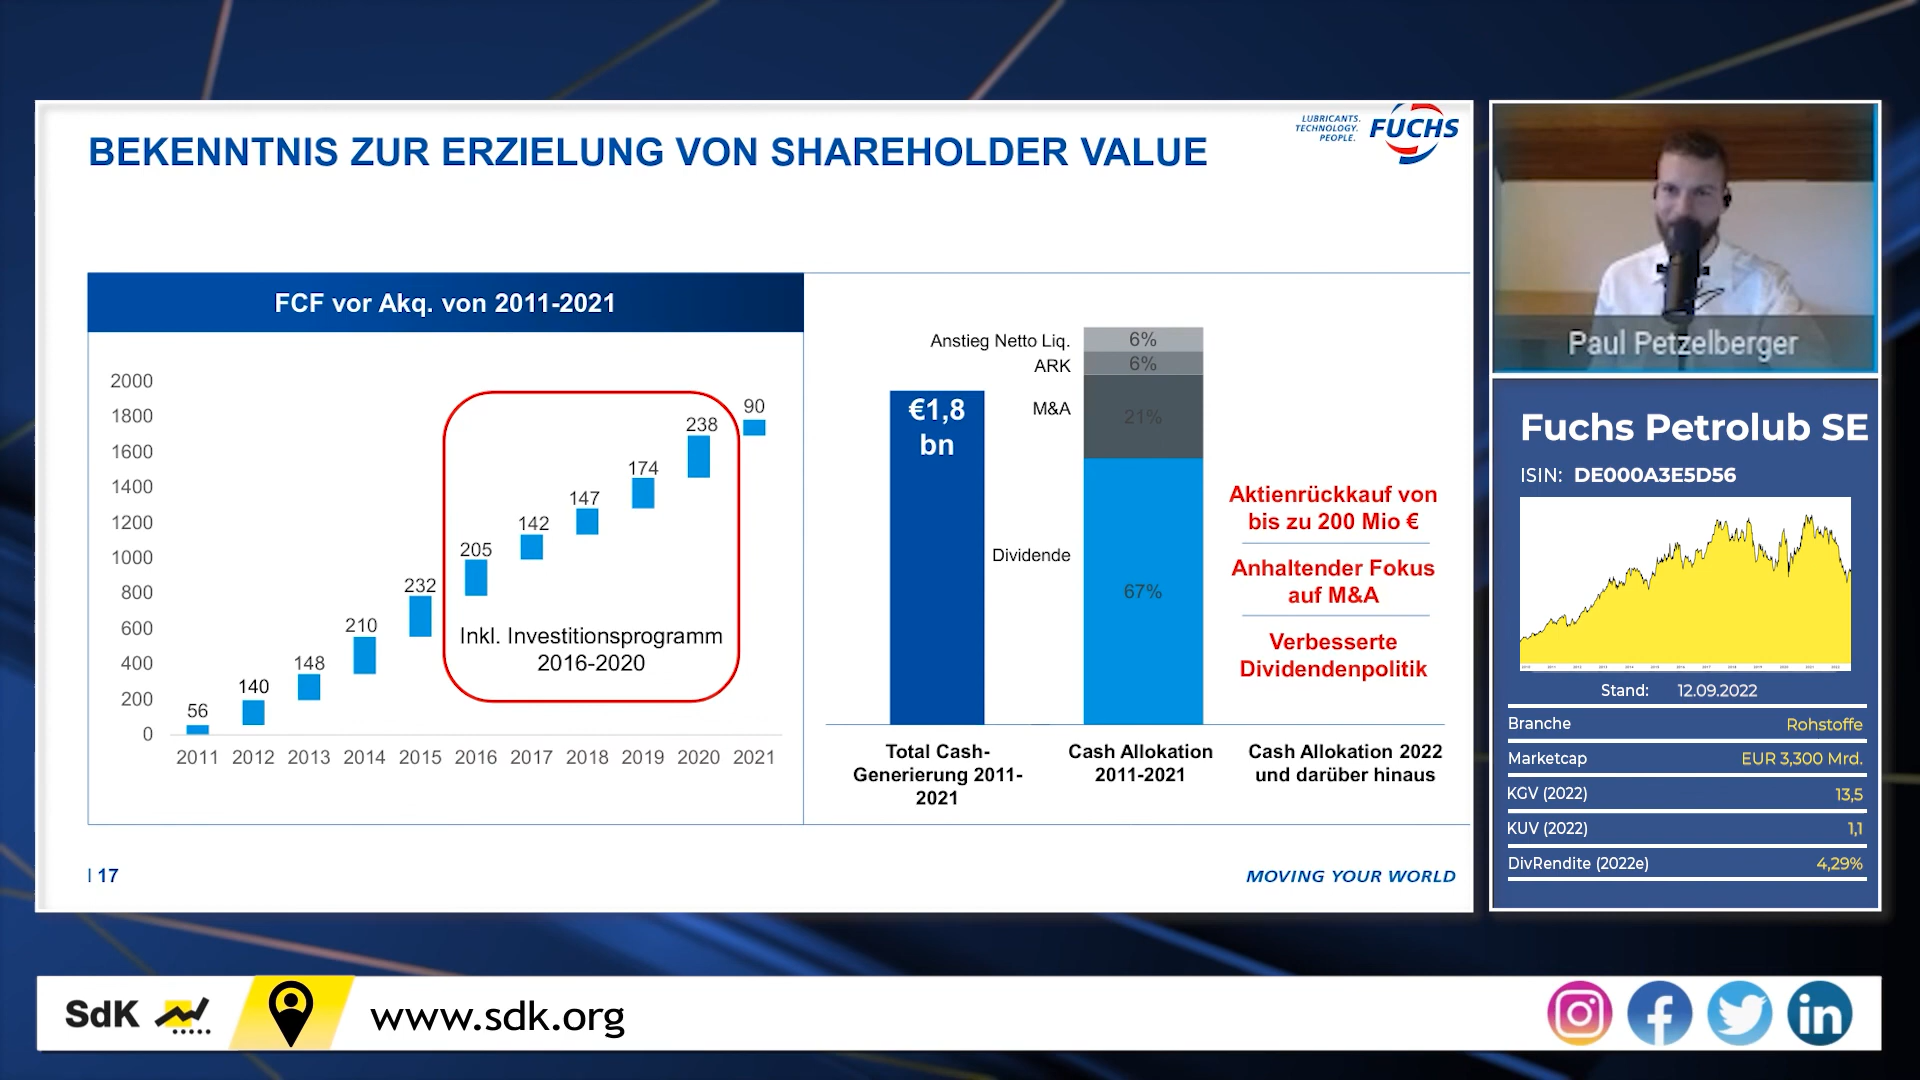 BEKENNTNIS ZUR ERZIELUNG VON SHAREHOLDER VALUE
LUBRICANTS.
TECHNOLOGY.
PEOPLE.
FUCHS
FCF vor Akq. von 2011-2021
2000
1800
1600
1400
1200
1000
800
600
400
200
0
56
140
148
210
232
205
142
147
174
238
90
Inkl. Investitionsprogramm
2016-2020
2011 2012 2013 2014 2015 2016 2017 2018 2019 2020 2021
€1,8
bn
Anstieg Netto Liq.
6%
ARK
6%
M&A
21%
Dividende
67%
Aktienrückkauf von
bis zu 200 Mio €
Anhaltender Fokus
auf M&A
Verbesserte
Dividendenpolitik
Total Cash-
Generierung 2011-
2021
Cash Allokation
2011-2021
Cash Allokation 2022
und darüber hinaus
| 17
MOVING YOUR WORLD
Paul Petzelberger
Fuchs Petrolub SE
ISIN: DE000A3E5D56
Stand: 12.09.2022
Branche Rohstoffe
Marketcap EUR 3,300 Mrd.
KGV (2022) 13,5
KUV (2022) 1,1
DivRendite (2022e) 4,29%
SdK
www.sdk.org